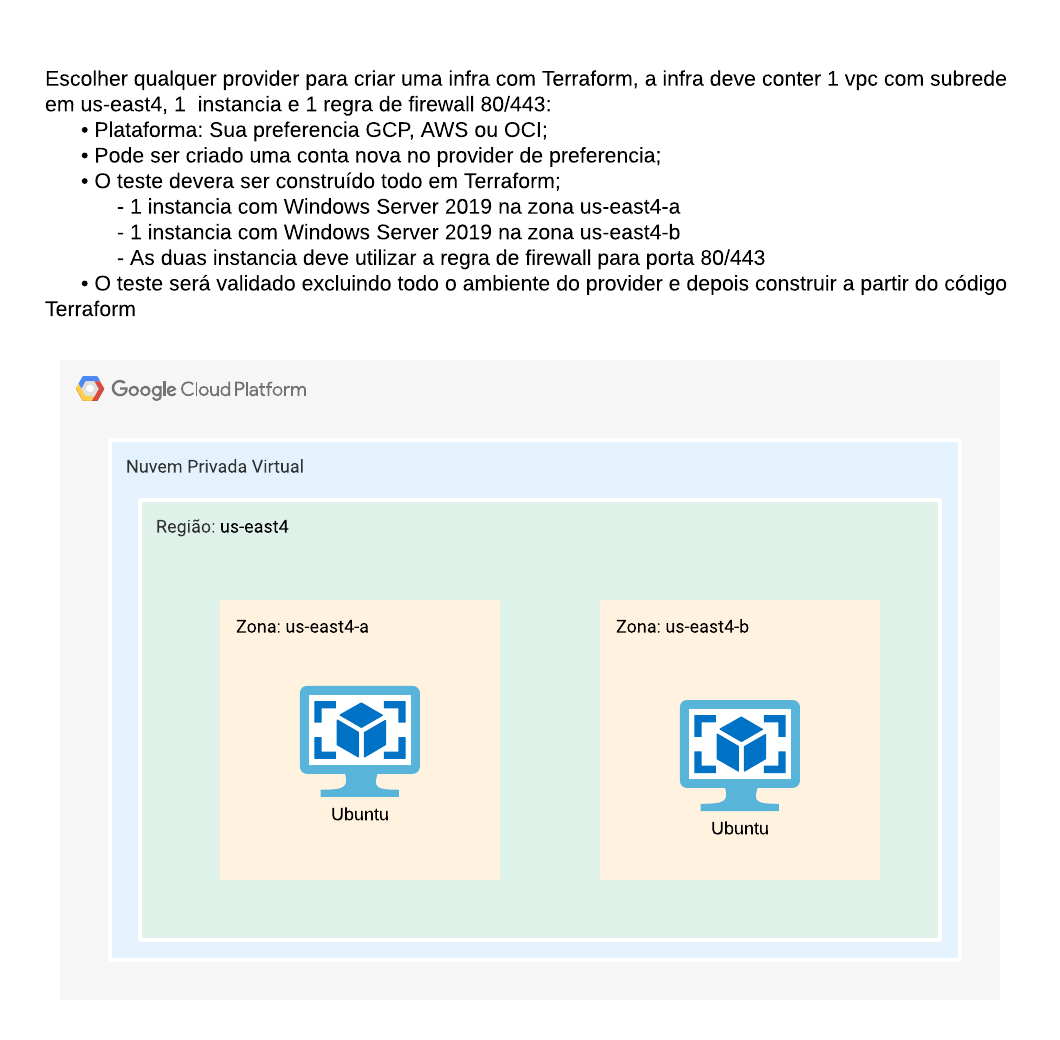 Escolher qualquer provider para criar uma infra com Terraform, a infra deve conter 1 vpc com subrede
em us-east4, 1 instancia e 1 regra de firewall 80/443:
• Plataforma: Sua preferencia GCP, AWS ou OCI;
• Pode ser criado uma conta nova no provider de preferencia;
• O teste devera ser construído todo em Terraform;
- 1 instancia com Windows Server 2019 na zona us-east4-a
- 1 instancia com Windows Server 2019 na zona us-east4-b
- As duas instancia deve utilizar a regra de firewall para porta 80/443
• O teste será validado excluindo todo o ambiente do provider e depois construir a partir do código
Terraform
Google Cloud Platform
Nuvem Privada Virtual
Região: us-east4
Zona: us-east4-a
Zona: us-east4-b
Ubuntu
Ubuntu